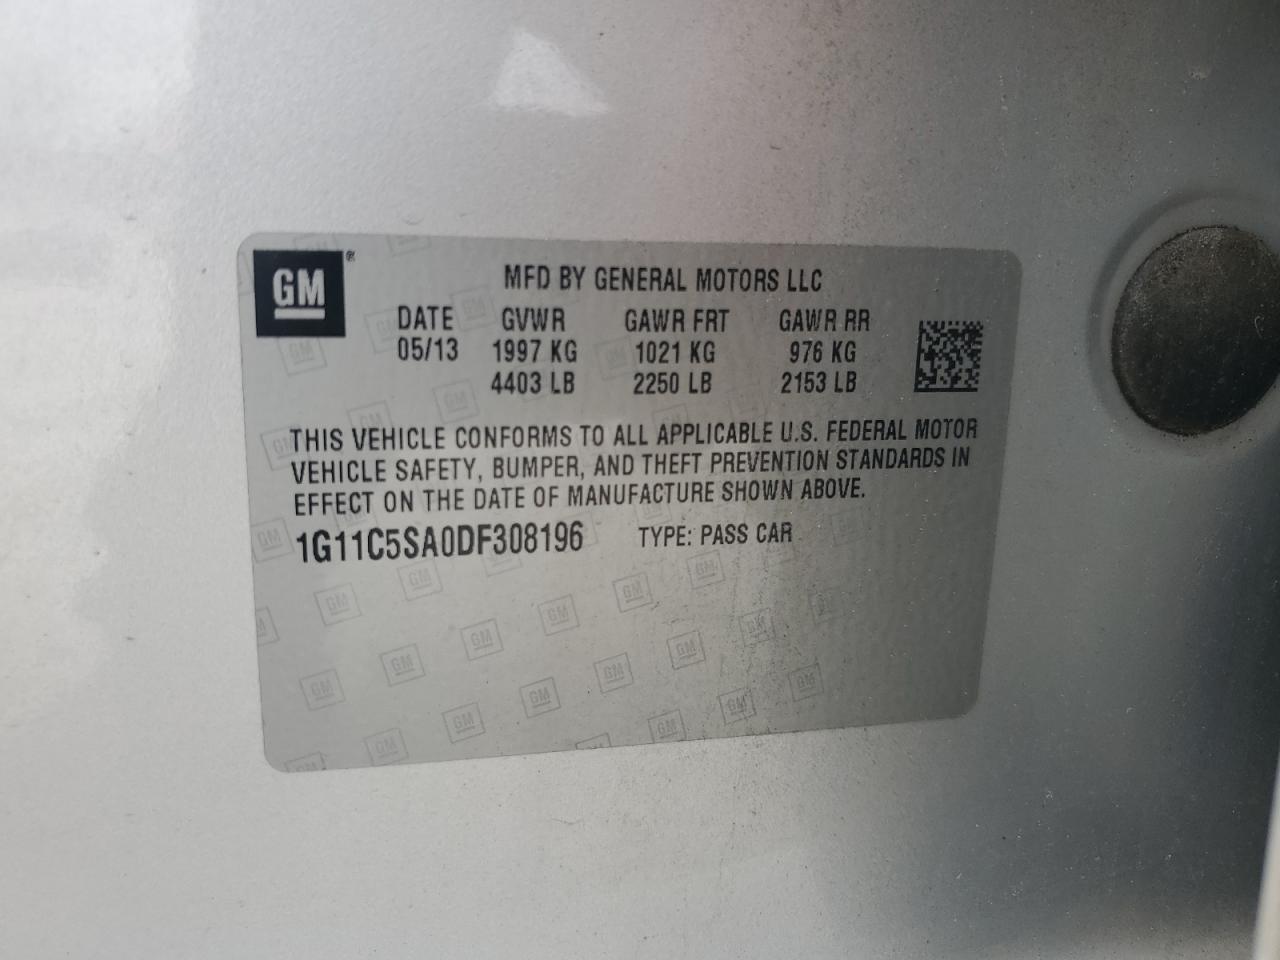 GM®
MFD BY GENERAL MOTORS LLC
DATE GVWR GAWR FRT GAWR RR
05/13 1997 KG 1021 KG 976 KG
4403 LB 2250 LB 2153 LB
THIS VEHICLE CONFORMS TO ALL APPLICABLE U.S. FEDERAL MOTOR
VEHICLE SAFETY, BUMPER, AND THEFT PREVENTION STANDARDS IN
EFFECT ON THE DATE OF MANUFACTURE SHOWN ABOVE.
1G11C5SA0DF308196 TYPE: PASS CAR